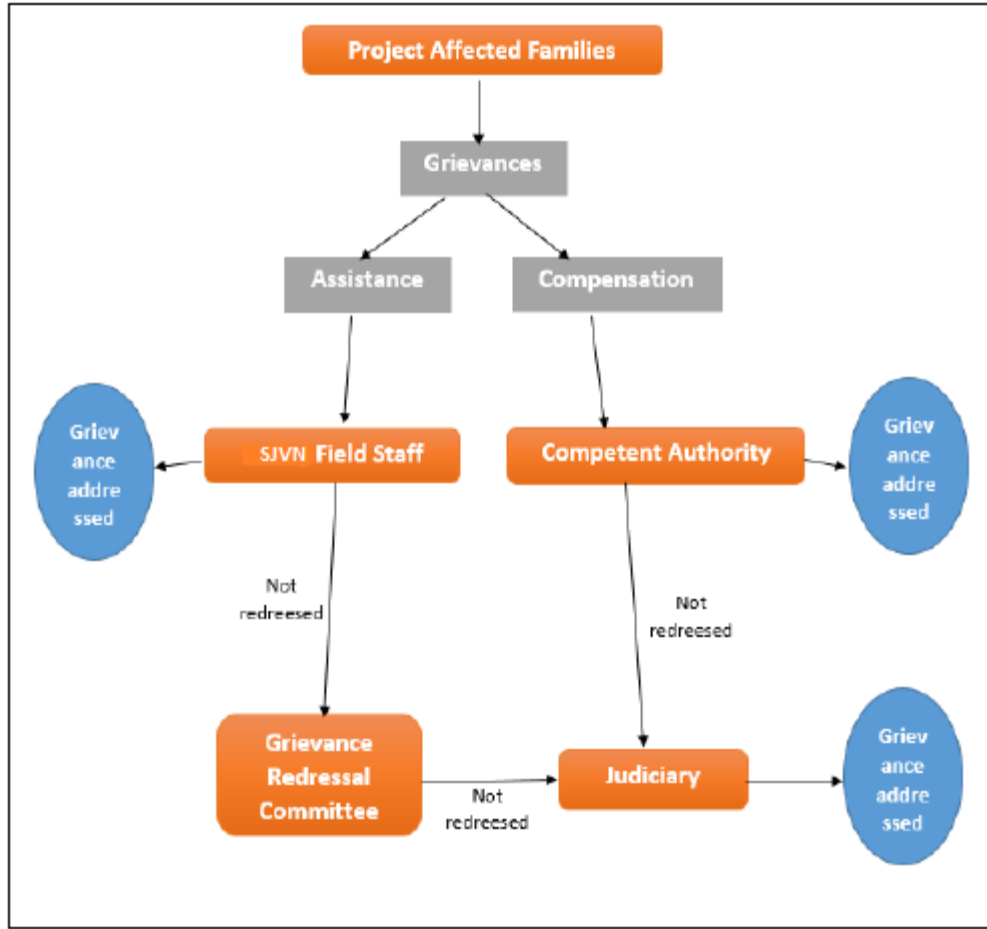 Project Affected Families
Grievances
Assistance
Compensation
Griev
ance
addre
ssed
SJVN Field Staff
Competent Authority
Griev
ance
addre
ssed
Not
redreesed
Not
redreesed
Grievance
Redressal
Committee
Not
redreesed
Judiciary
Griev
ance
addre
ssed